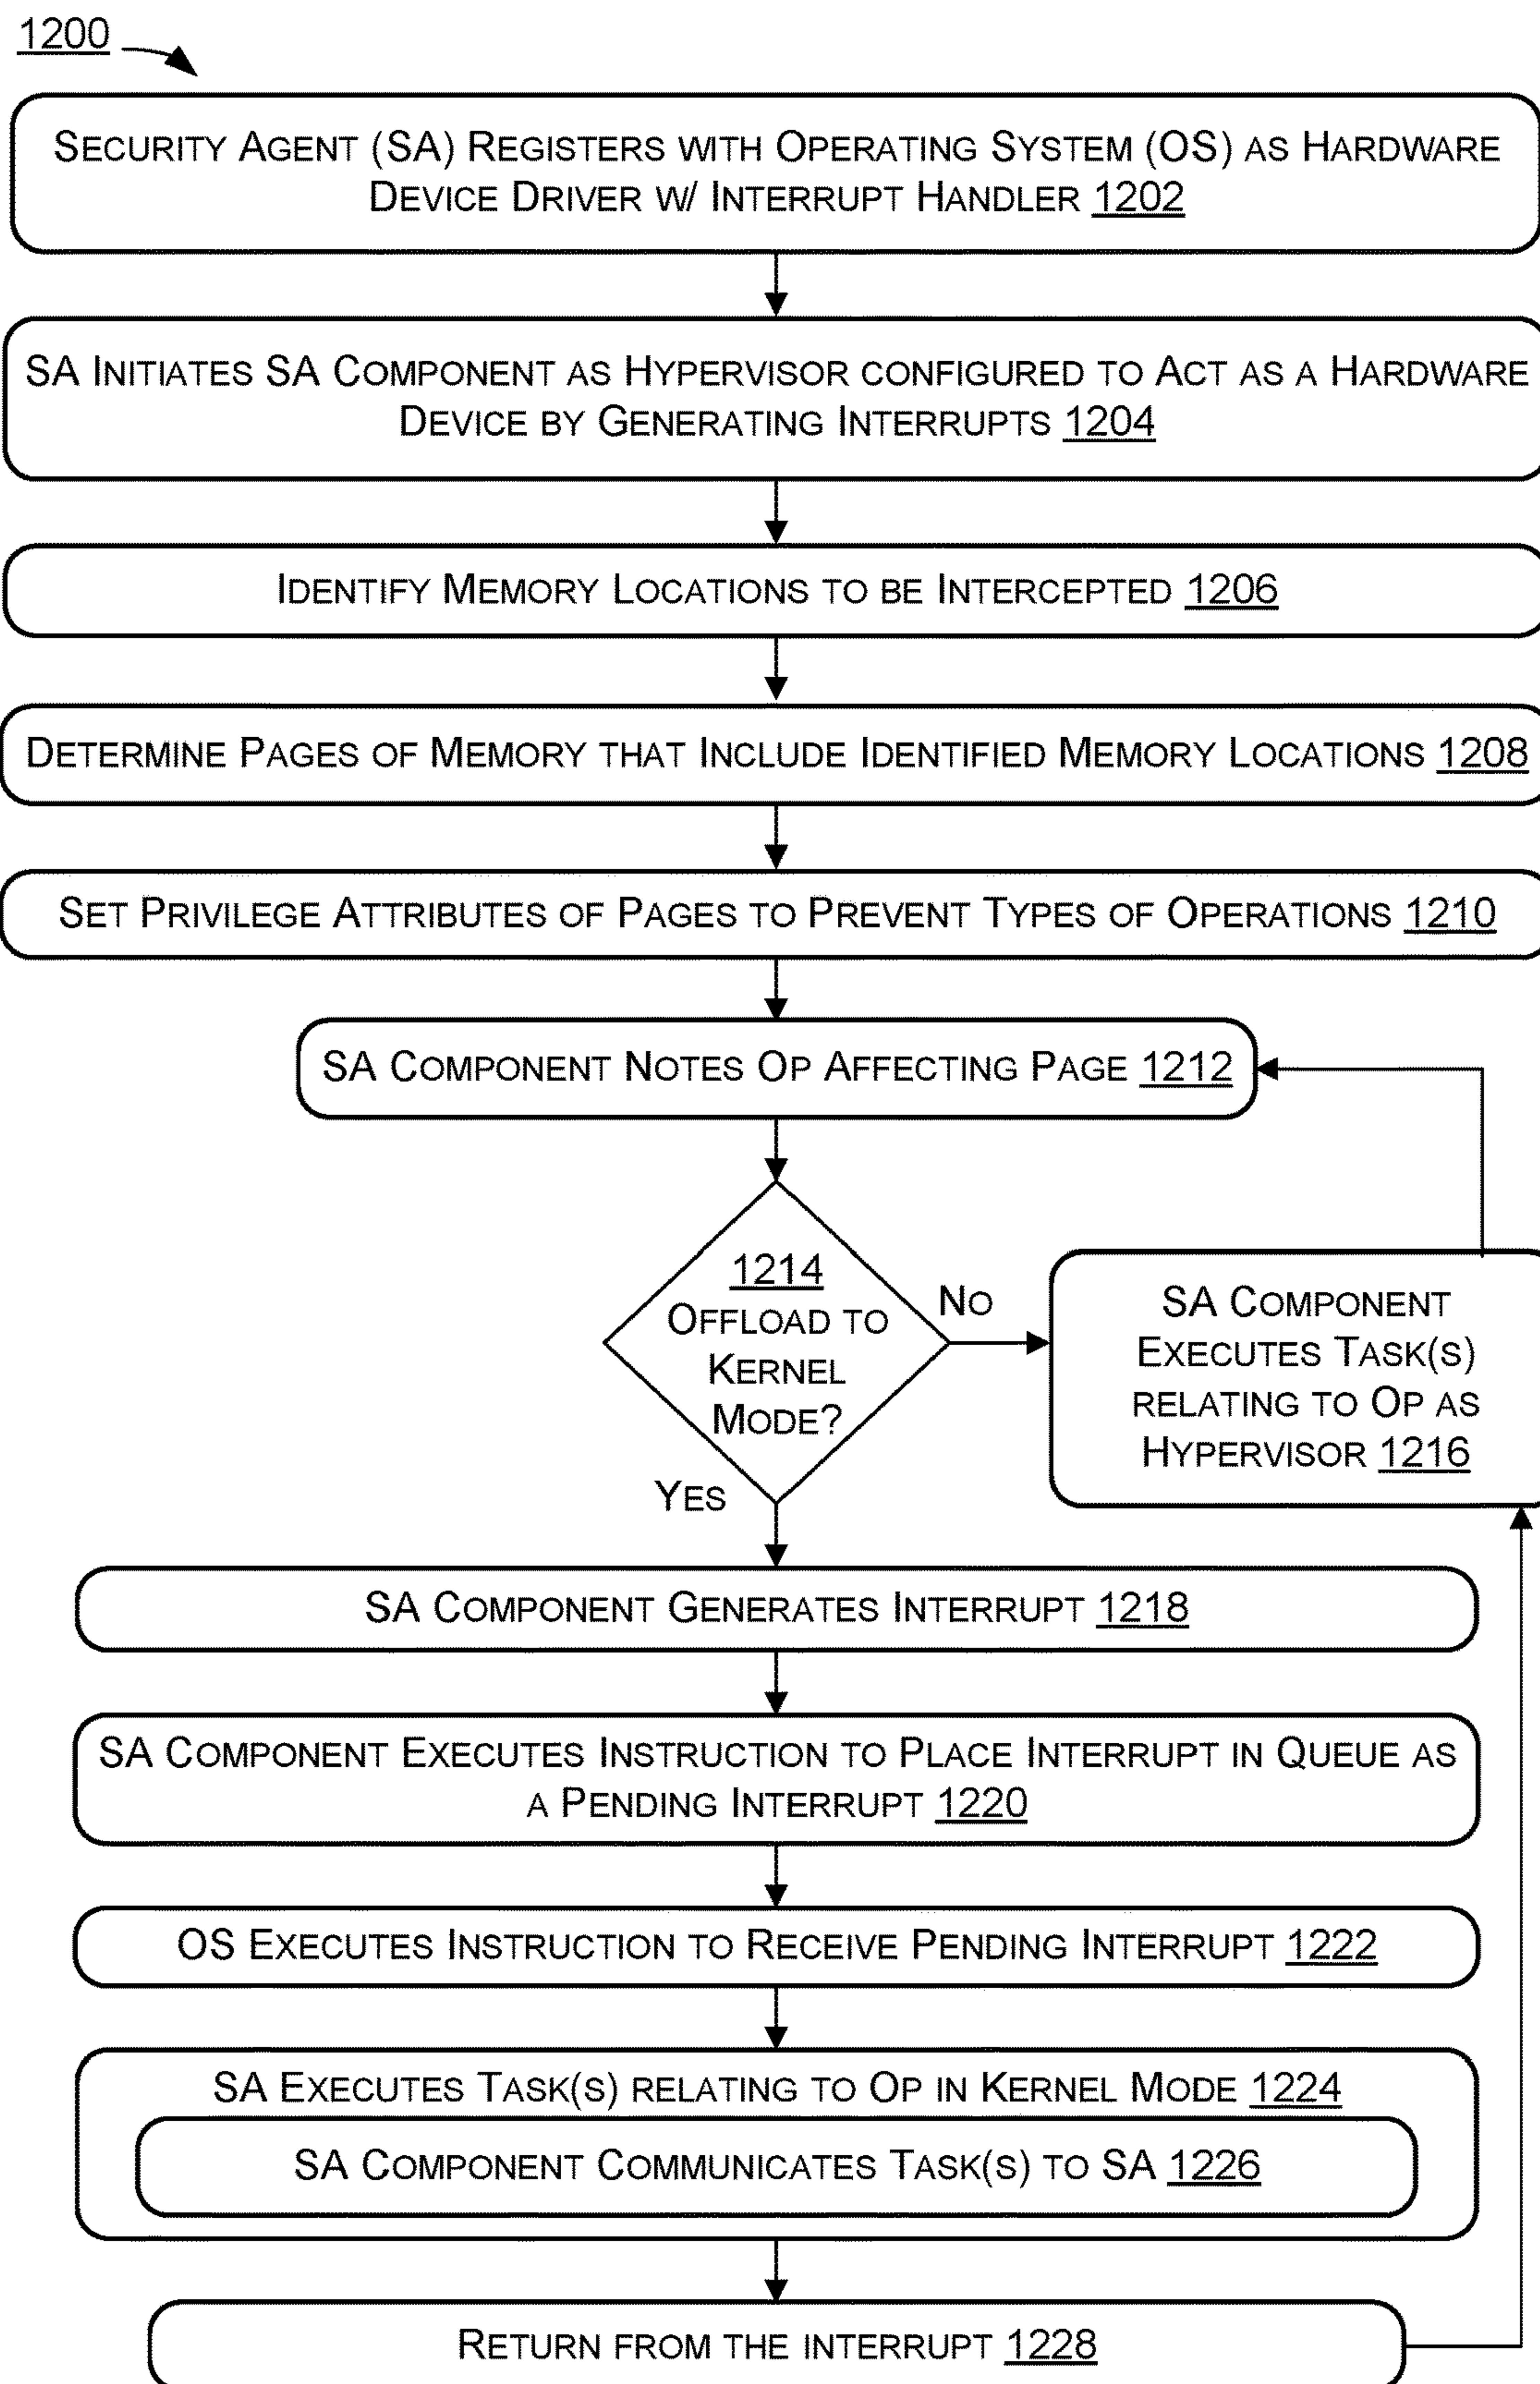 1200
SECURITY AGENT (SA) REGISTERS WITH OPERATING SYSTEM (OS) AS HARDWARE
DEVICE DRIVER W/ INTERRUPT HANDLER 1202
SA INITIATES SA COMPONENT AS HYPERVISOR CONFIGURED TO ACT AS A HARDWARE
DEVICE BY GENERATING INTERRUPTS 1204
IDENTIFY MEMORY LOCATIONS TO BE INTERCEPTED 1206
DETERMINE PAGES OF MEMORY THAT INCLUDE IDENTIFIED MEMORY LOCATIONS 1208
SET PRIVILEGE ATTRIBUTES OF PAGES TO PREVENT TYPES OF OPERATIONS 1210
SA COMPONENT NOTES OP AFFECTING PAGE 1212
1214
OFFLOAD TO
KERNEL
MODE?
NO
SA COMPONENT
EXECUTES TASK(S)
RELATING TO OP AS
HYPERVISOR 1216
YES
SA COMPONENT GENERATES INTERRUPT 1218
SA COMPONENT EXECUTES INSTRUCTION TO PLACE INTERRUPT IN QUEUE AS
A PENDING INTERRUPT 1220
OS EXECUTES INSTRUCTION TO RECEIVE PENDING INTERRUPT 1222
SA EXECUTES TASK(S) RELATING TO OP IN KERNEL MODE 1224
SA COMPONENT COMMUNICATES TASK(S) TO SA 1226
RETURN FROM THE INTERRUPT 1228